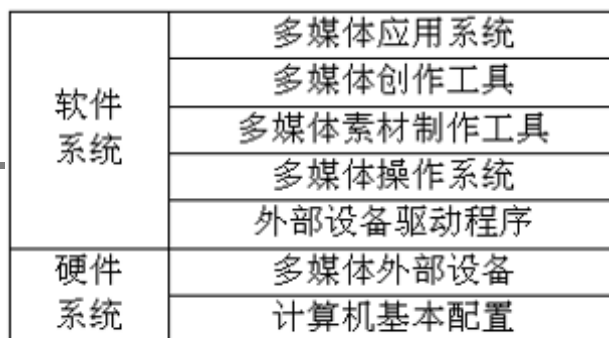 软件
系统
多媒体应用系统
多媒体创作工具
多媒体素材制作工具
多媒体操作系统
外部设备驱动程序
硬件
系统
多媒体外部设备
计算机基本配置